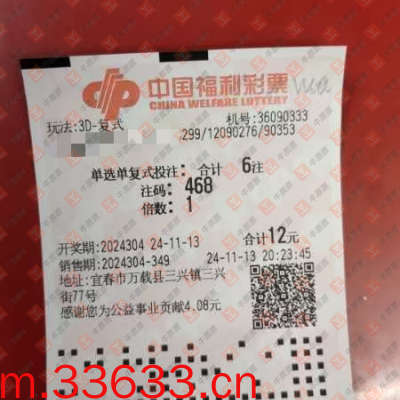 中国福利彩票
CHINA WELFARE LOTTERY
玩法:3D-复式
机号:36090333
299/12090276/90353
单选单复式投注: 合计 6注
注码: 468
倍数: 1
开奖期:2024304 24-11-13 合计12元
销售期:2024304-349 24-11-13 20:23:45
地址:宜春市万载县三兴镇三兴
街77号
感谢您为公益事业贡献4.08元
m.33633.cn